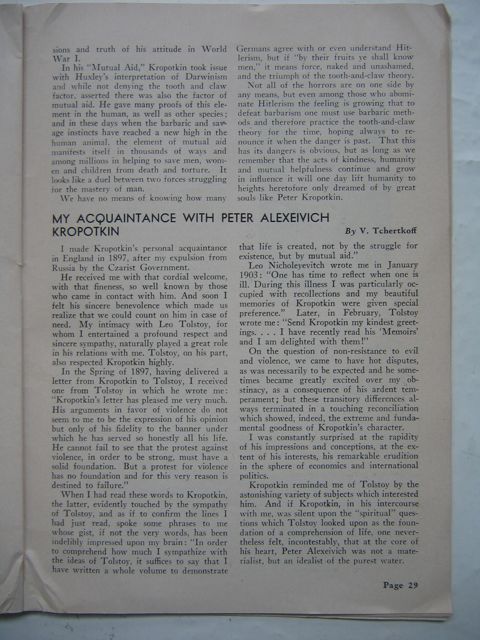 sions and truth of his attitude in World
War I.
In his "Mutual Aid," Kropotkin took issue
with Huxley's interpretation of Darwinism
and while not denying the tooth and claw
factor, asserted there was also the factor of
mutual aid. He gave many proofs of this ele-
ment in the human, as well as other species;
and in these days when the barbaric and sav-
age instincts have reached a new high in the
human animal, the element of mutual aid
manifests itself in thousands of ways and
among millions in helping to save men, wom-
en and children from death and torture. It
looks like a duel between two forces struggling
for the mastery of man.
We have no means of knowing how many
Germans agree with or even understand Hit-
lerism, but if "by their fruits ye shall know
men," it means force, naked and unashamed,
and the triumph of the tooth-and-claw theory.
Not all of the horrors are on one side by
any means, but even among those who abomi-
nate Hitlerism the feeling is growing that to
defeat barbarism one must use barbaric meth-
ods and therefore practice the tooth-and-claw
theory for the time, hoping always to re-
nounce it when the danger is past. That this
has its dangers is obvious, but as long as we
remember that the acts of kindness, humanity
and mutual helpfulness continue and grow
in influence it will one day lift humanity to
heights heretofore only dreamed of by great
souls like Peter Kropotkin.
MY ACQUAINTANCE WITH PETER ALEXEIVICH
KROPOTKIN
By V. Tchertkoff
I made Kropotkin's personal acquaintance
in England in 1897, after my expulsion from
Russia by the Czarist Government.
He received me with that cordial welcome,
with that fineness, so well known by those
who came in contact with him. And soon I
felt his sincere benevolence which made us
realize that we could count on him in case of
need. My intimacy with Leo Tolstoy, for
whom I entertained a profound respect and
sincere sympathy, naturally played a great role
in his relations with me. Tolstoy, on his part,
also respected Kropotkin highly.
In the Spring of 1897, having delivered a
letter from Kropotkin to Tolstoy, I received
one from Tolstoy in which he wrote me:
"Kropotkin's letter has pleased me very much.
His arguments in favor of violence do not
seem to me to be the expression of his opinion
but only of his fidelity to the banner under
which he has served so honestly all his life.
He cannot fail to see that the protest against
violence, in order to be strong, must have a
solid foundation. But a protest for violence
has no foundation and for this very reason is
destined to failure."
When I had read these words to Kropotkin,
the latter, evidently touched by the sympathy
of Tolstoy, and as if to confirm the lines I
had just read, spoke some phrases to me
whose gist, if not the very words, has been
indelibly impressed upon my brain: "In order
to comprehend how much I sympathize with
the ideas of Tolstoy, it suffices to say that I
have written a whole volume to demonstrate
that life is created, not by the struggle for
existence, but by mutual aid."
Leo Nicholeyevitch wrote me in January
1903: "One has time to reflect when one is
ill. During this illness I was particularly oc-
cupied with recollections and my beautiful
memories of Kropotkin were given special
preference." Later, in February, Tolstoy
wrote me: "Send Kropotkin my kindest greet-
ings. . . . I have recently read his 'Memoirs'
and I am delighted with them!"
On the question of non-resistance to evil
and violence, we came to have hot disputes,
as was necessarily to be expected and he some-
times became greatly excited over my ob-
stinacy, as a consequence of his ardent tem-
perament; but these transitory differences al-
ways terminated in a touching reconciliation
which showed, indeed, the extreme and funda-
mental goodness of Kropotkin's character.
I was constantly surprised at the rapidity
of his impressions and conceptions, at the ex-
tent of his interests, his remarkable erudition
in the sphere of economics and international
politics.
Kropotkin reminded me of Tolstoy by the
astonishing variety of subjects which interested
him. And if Kropotkin, in his intercourse
with me, was silent upon the "spiritual" ques-
tions which Tolstoy looked upon as the foun-
dation of a comprehension of life, one never-
theless felt, incontestably, that at the core of
his heart, Peter Alexeivich was not a mate-
rialist, but an idealist of the purest water.
Page 29